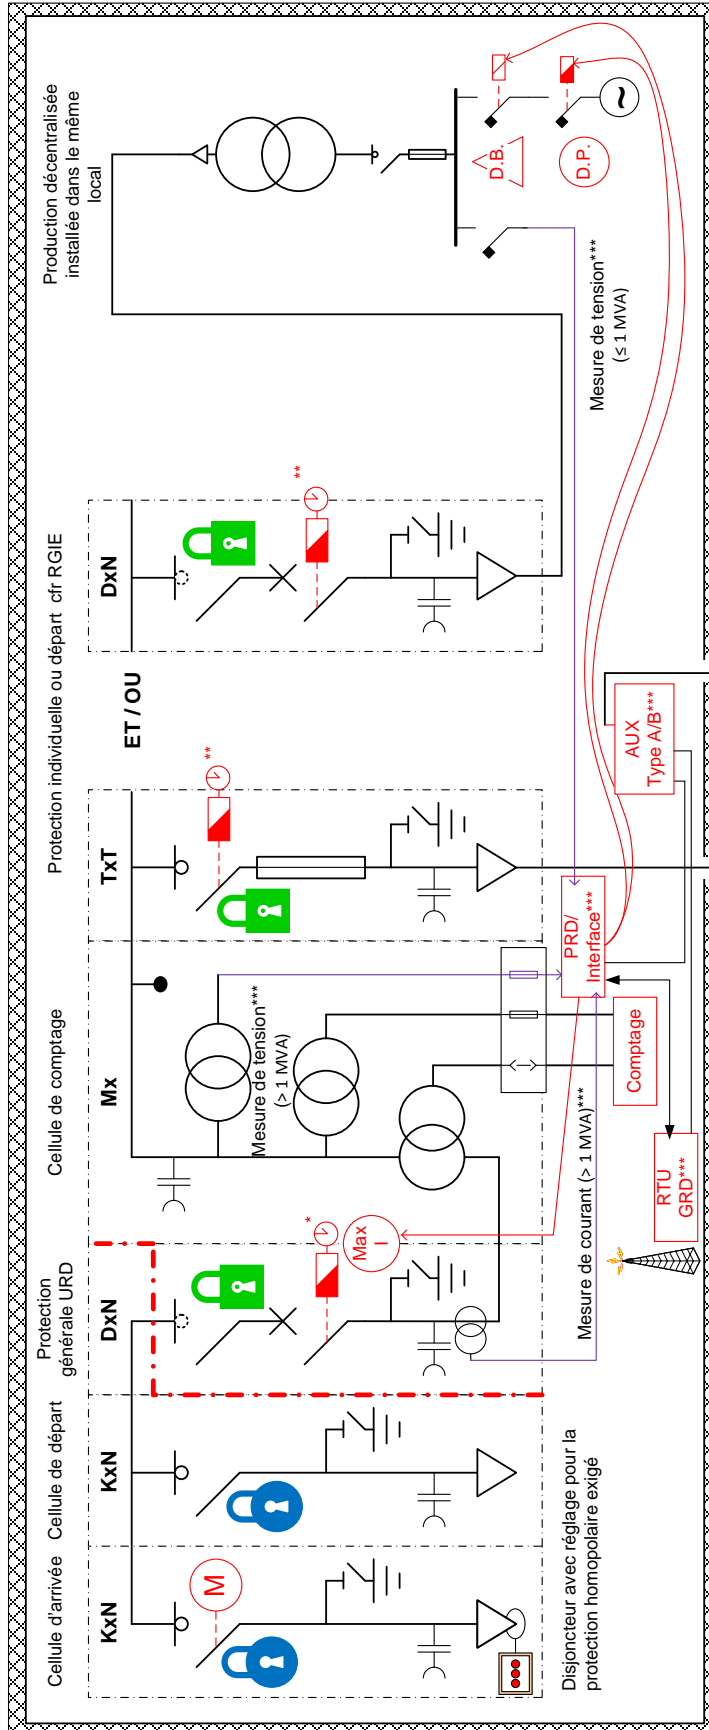 Cellule d'arrivée
Cellule de départ
Protection
générale URD
Cellule de comptage
Protection individuelle ou départ cfr RGIE
Production décentralisée
installée dans le même
local
KxN
KxN
DxN
Mx
TxT
ET / OU
DxN
M
*
Max
I
**
**
Mesure de tension***
(> 1 MVA)
D.B.
D.P.
~
Mesure de tension***
(≤ 1 MVA)
Disjoncteur avec réglage pour la
protection homopolaire exigé
Mesure de courant (> 1 MVA)***
PRD/
Interface***
Comptage
RTU
GRD***
AUX
Type A/B***